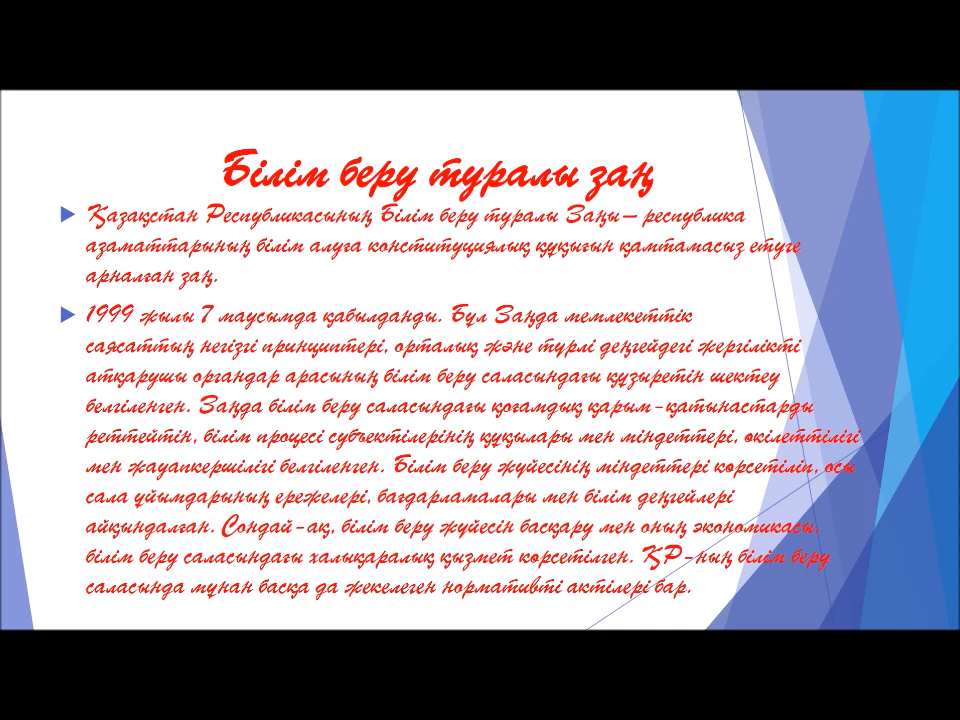 Білім беру туралы заң
Қазақстан Республикасының Білім беру туралы Заңы – республика
азаматтарының білім алуға конституциялық құқығын қамтамасыз етуге
арналған заң.
1999 жылы 7 маусымда қабылданды. Бұл Заңда мемлекеттік
саясаттың негізгі принциптері, орталық және түрлі деңгейдегі жергілікті
атқарушы органдар арасының білім беру саласындағы құзыретін шектеу
белгіленген. Заңда білім беру саласындағы қоғамдық қарым-қатынастарды
реттейтін, білім процесі субъектілерінің құқылары мен міндеттері, өкілеттілігі
мен жауапкершілігі белгіленген. Білім беру жүйесінің міндеттері көрсетіліп, осы
сала ұйымдарының ережелері, бағдарламалары мен білім деңгейлері
айқындалған. Сондай-ақ, білім беру жүйесін басқару мен оның экономикасы,
білім беру саласындағы халықаралық қызмет көрсетілген. ҚР-ның білім беру
саласында мұнан басқа да жекелеген нормативті актілері бар.